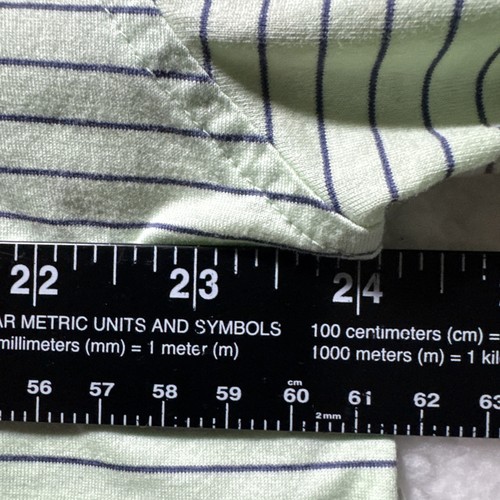 22 23 24
AR METRIC UNITS AND SYMBOLS
millimeters (mm) = 1 meter (m)
100 centimeters (cm) =
1000 meters (m) = 1 kil
cm
56 57 58 59 60 61 62 63
2mm